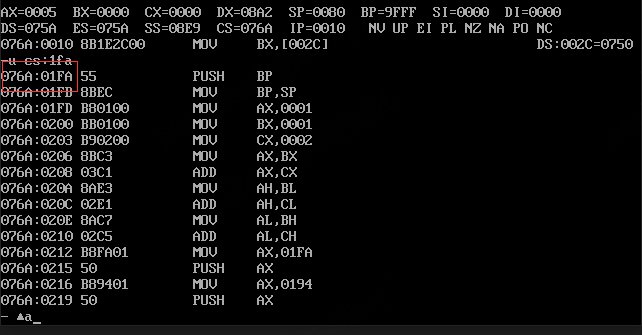 AX=0005  BX=0000  CX=0000  DX=08A2  SP=0080  BP=9FFF  SI=0000  DI=0000
DS=075A  ES=075A  SS=08E9  CS=076A  IP=0010   NV UP EI PL NZ NA PO NC
076A:0010 8B1E2C00      MOV     BX,[002C]                          DS:002C=0750
-u cs:1fa
076A:01FA 55            PUSH    BP
076A:01FB 8BEC          MOV     BP,SP
076A:01FD B80100        MOV     AX,0001
076A:0200 BB0100        MOV     BX,0001
076A:0203 B90200        MOV     CX,0002
076A:0206 8BC3          MOV     AX,BX
076A:0208 03C1          ADD     AX,CX
076A:020A 8AE3          MOV     AH,BL
076A:020C 02E1          ADD     AH,CL
076A:020E 8AC7          MOV     AL,BH
076A:0210 02C5          ADD     AL,CH
076A:0212 B8FA01        MOV     AX,01FA
076A:0215 50            PUSH    AX
076A:0216 B89401        MOV     AX,0194
076A:0219 50            PUSH    AX
- ▲a_